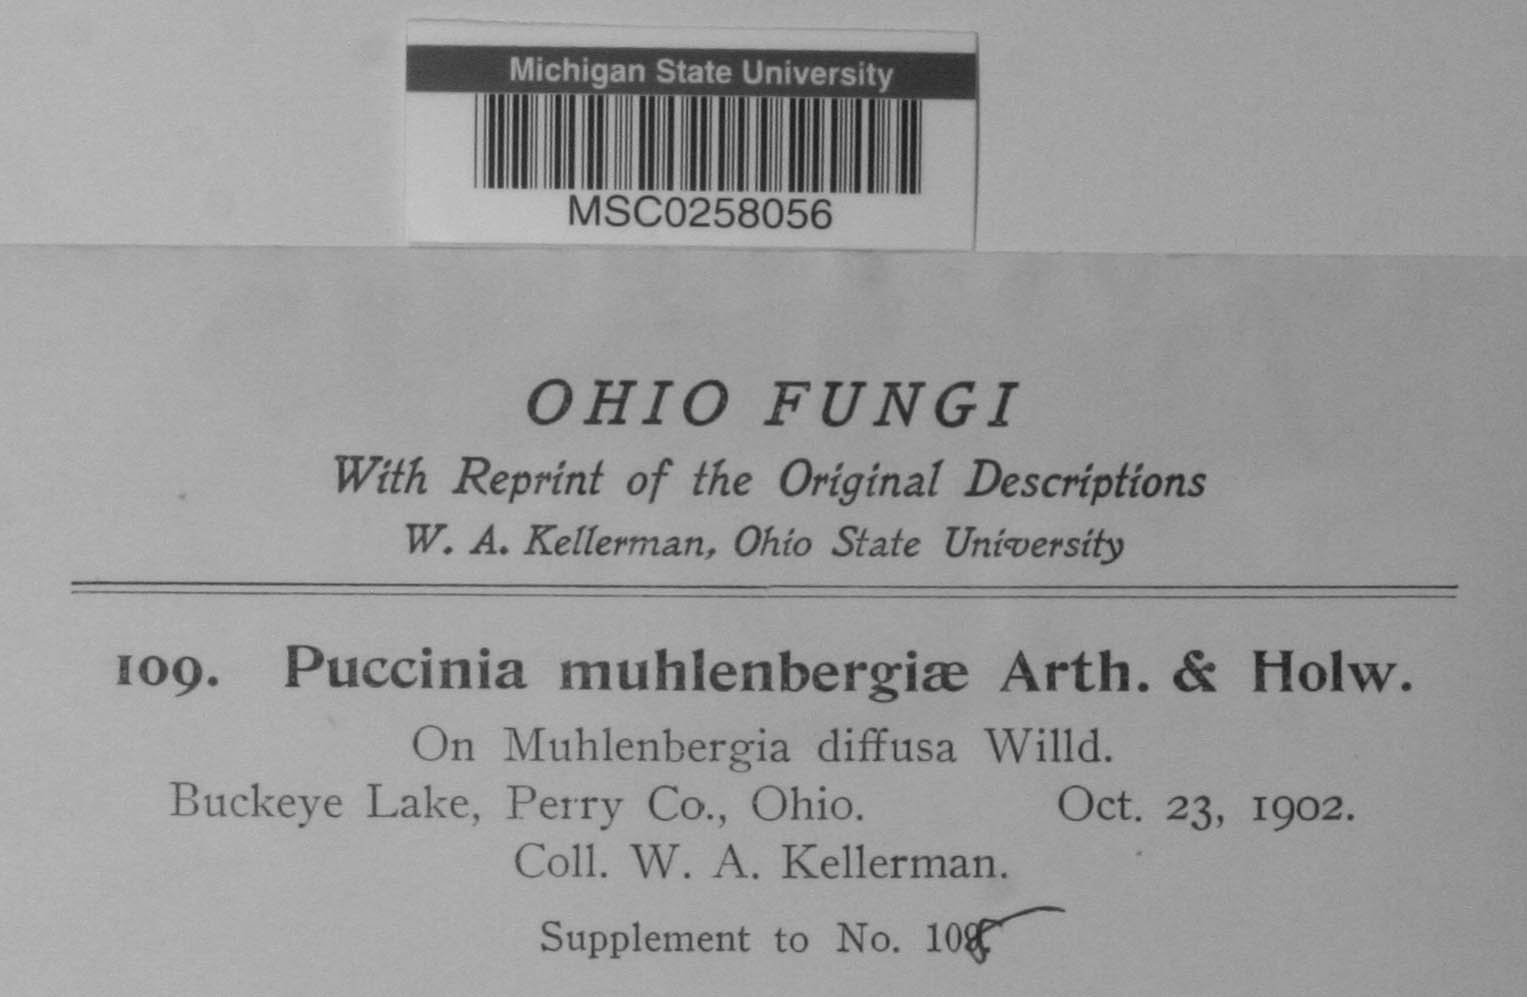 Michigan State University
MSC0258056
OHIO FUNGI
With Reprint of the Original Descriptions
W. A. Kellerman, Ohio State University
109. Puccinia muhlenbergiæ Arth. & Holw.
On Muhlenbergia diffusa Willd.
Buckeye Lake, Perry Co., Ohio. Oct. 23, 1902.
Coll. W. A. Kellerman.
Supplement to No.